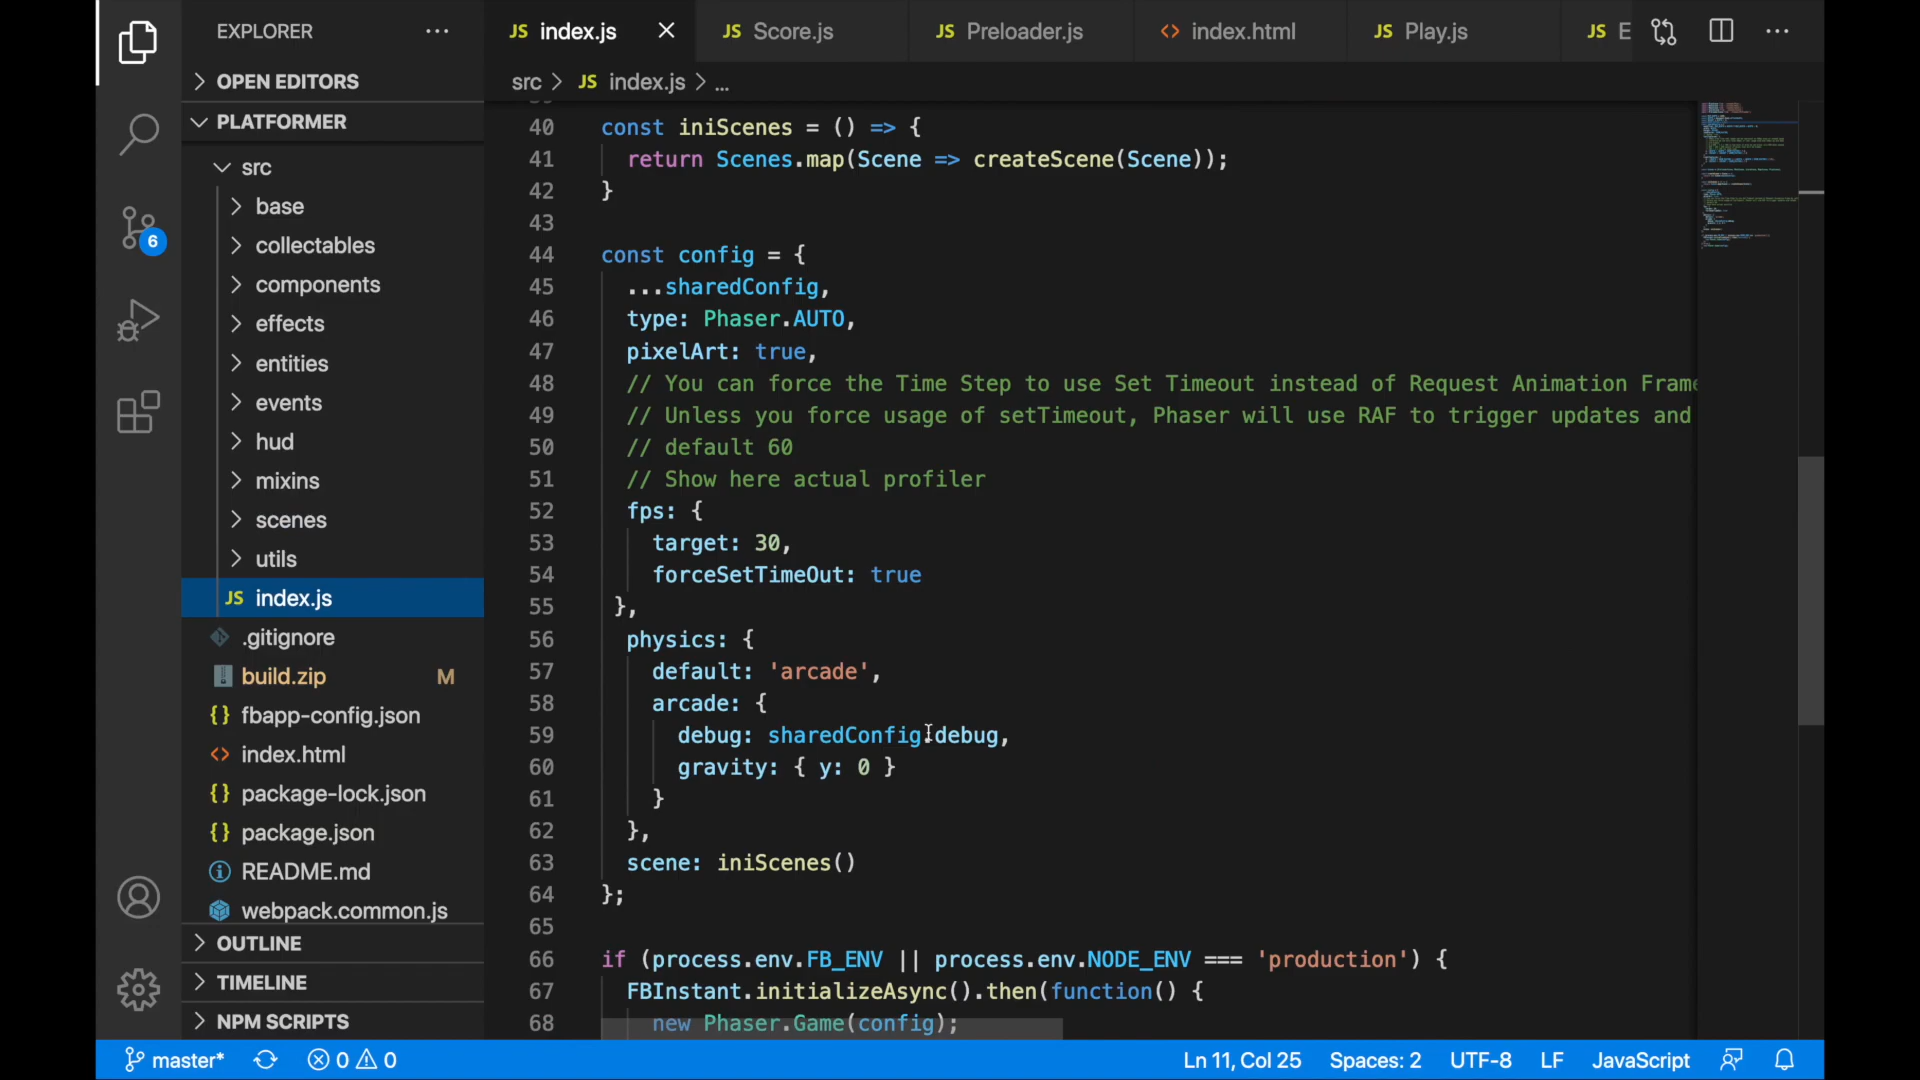 EXPLORER
JS index.js
JS Score.js
JS Preloader.js
<> index.html
JS Play.js
JS E
OPEN EDITORS
src > JS index.js > ...
PLATFORMER
src
base
collectables
components
effects
entities
events
hud
mixins
scenes
utils
JS index.js
.gitignore
build.zip M
{} fbapp-config.json
<> index.html
{} package-lock.json
{} package.json
README.md
webpack.common.js
OUTLINE
TIMELINE
NPM SCRIPTS
6
40 const iniScenes = () => {
41 return Scenes.map(Scene => createScene(Scene));
42 }
43
44 const config = {
45 ...sharedConfig,
46 type: Phaser.AUTO,
47 pixelArt: true,
48 // You can force the Time Step to use Set Timeout instead of Request Animation Frame
49 // Unless you force usage of setTimeout, Phaser will use RAF to trigger updates and
50 // default 60
51 // Show here actual profiler
52 fps: {
53 target: 30,
54 forceSetTimeOut: true
55 },
56 physics: {
57 default: 'arcade',
58 arcade: {
59 debug: sharedConfig.debug,
60 gravity: { y: 0 }
61 }
62 },
63 scene: iniScenes()
64 };
65
66 if (process.env.FB_ENV || process.env.NODE_ENV === 'production') {
67 FBInstant.initializeAsync().then(function() {
68 new Phaser.Game(config);
master* 0 0 Ln 11, Col 25 Spaces: 2 UTF-8 LF JavaScript